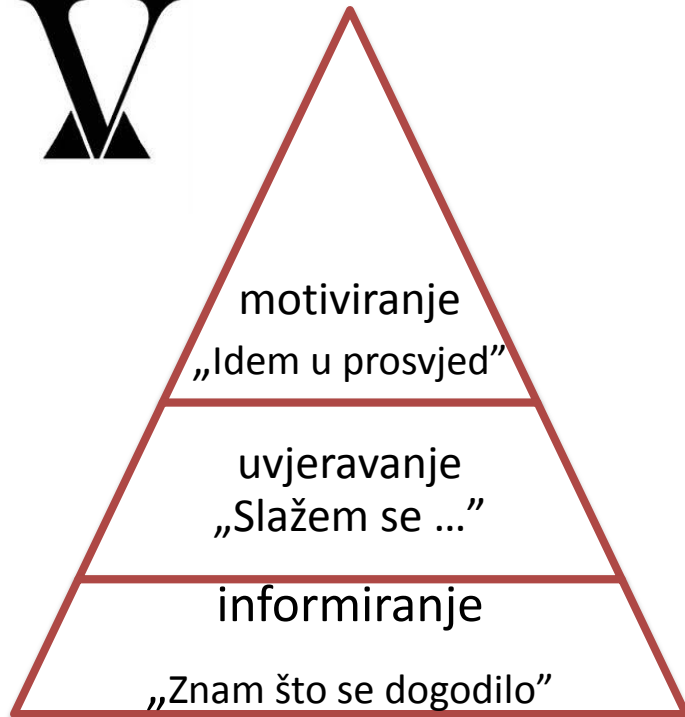 V
motiviranje
„Idem u prosvjed”
uvjeravanje
„Slažem se …”
informiranje
„Znam što se dogodilo”